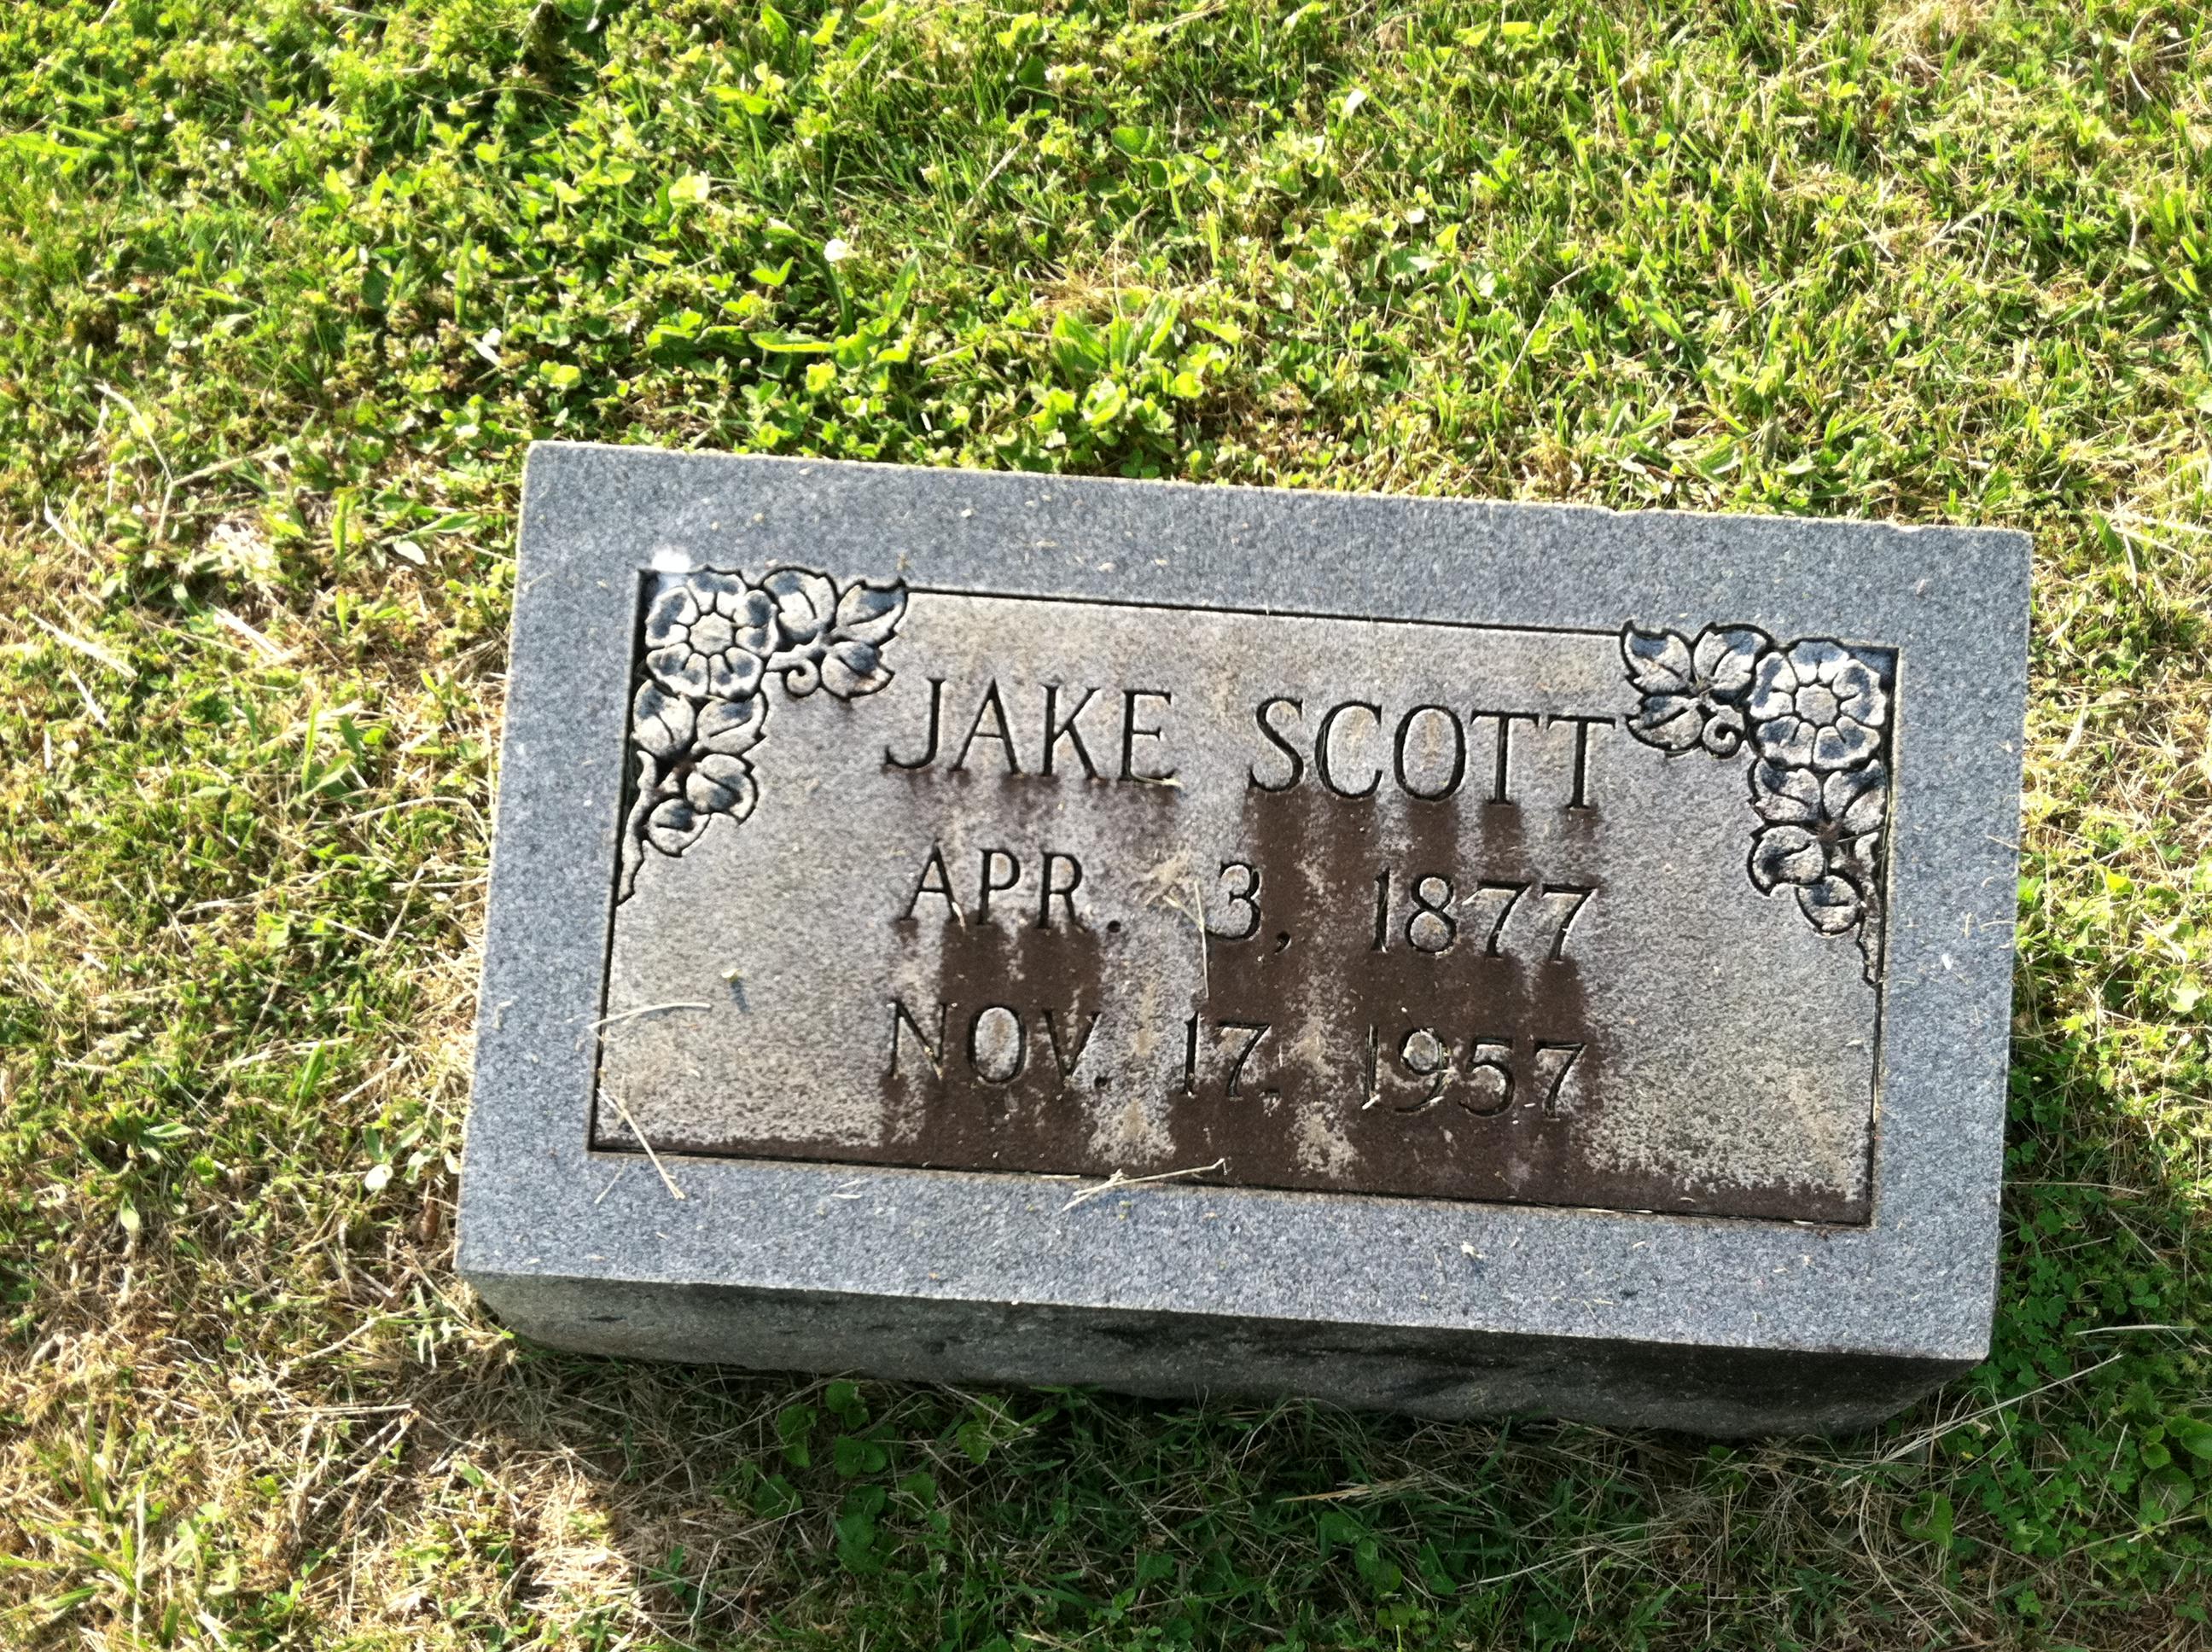 JAKE SCOTT
APR. 3, 1877
NOV. 17. 1957